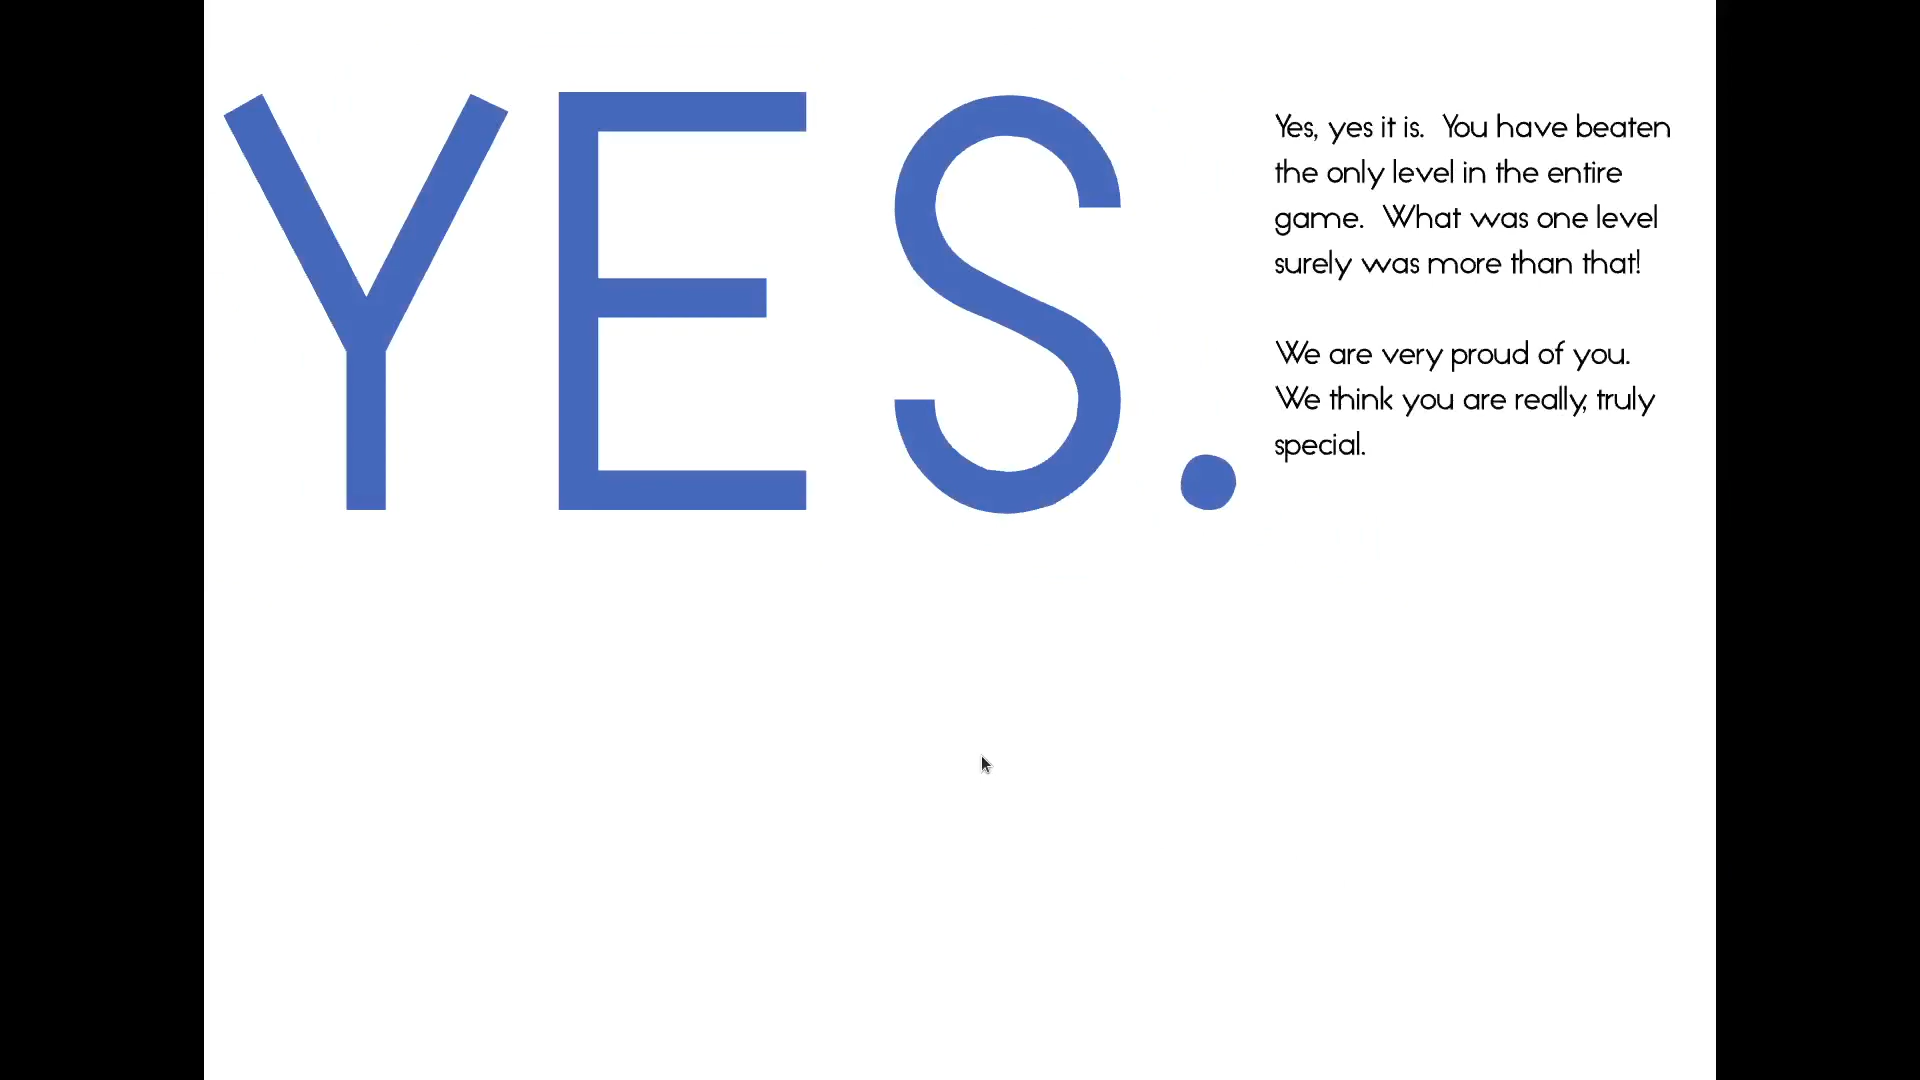 YES.
Yes, yes it is.  You have beaten
the only level in the entire
game.  What was one level
surely was more than that!
We are very proud of you.
We think you are really, truly
special.